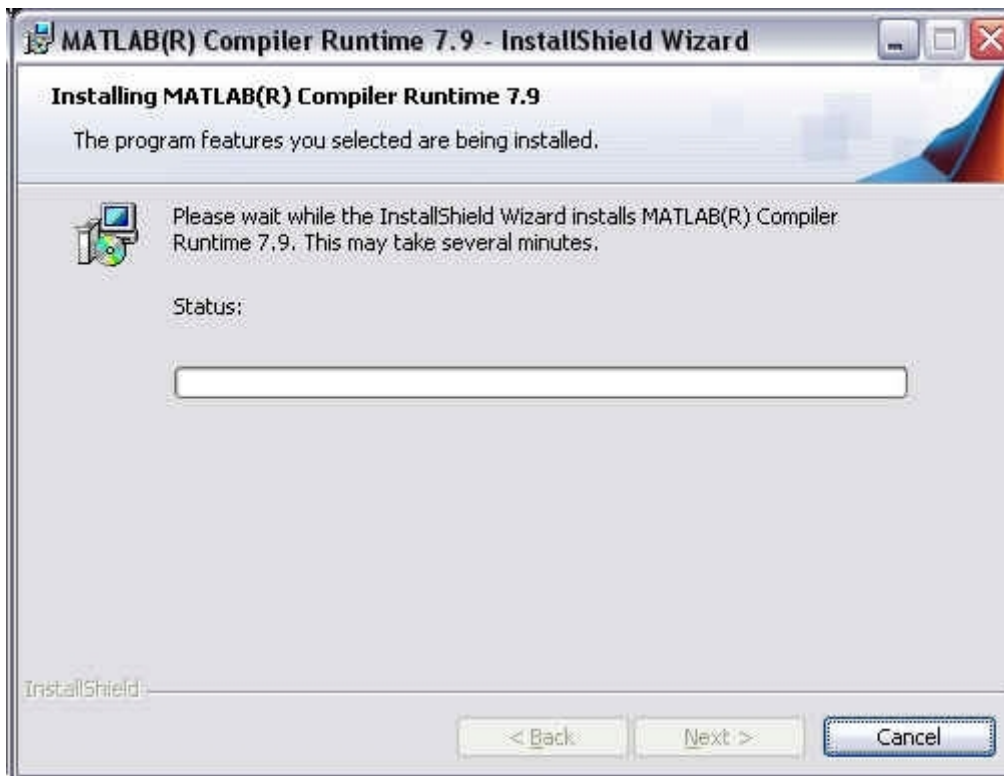 MATLAB(R) Compiler Runtime 7.9 - InstallShield Wizard
Installing MATLAB(R) Compiler Runtime 7.9
The program features you selected are being installed.
Please wait while the InstallShield Wizard installs MATLAB(R) Compiler
Runtime 7.9. This may take several minutes.
Status:
InstallShield
< Back
Next >
Cancel